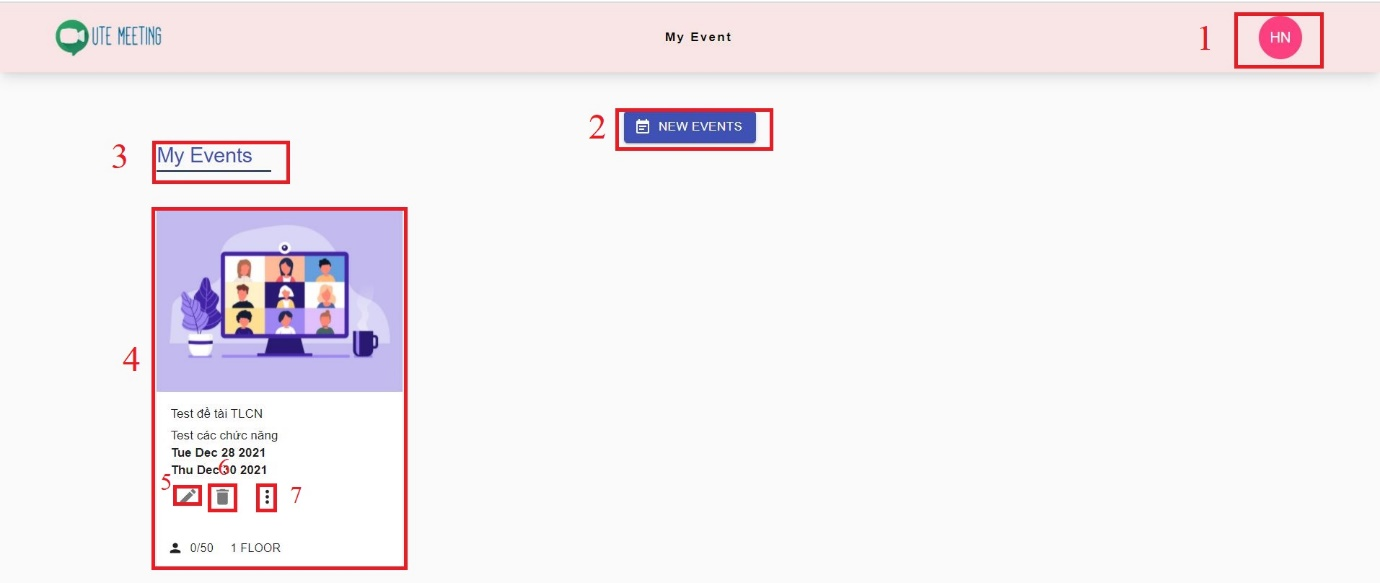 UTE MEETING
My Event
1
HN
2
NEW EVENTS
3
My Events
4
Test đề tài TLCN
Test các chức năng
Tue Dec 28 2021
Thu Dec 30 2021
5
6
7
0/50 1 FLOOR